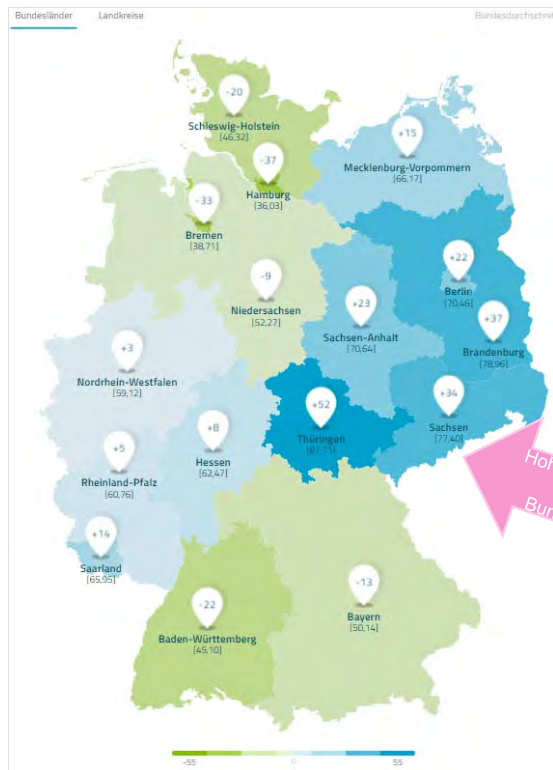 Bundesländer Landkreise
-20
Schleswig-Holstein
[46,32]
+15
Mecklenburg-Vorpommern
[66,17]
-37
Hamburg
[36,03]
-33
Bremen
[38,71]
-9
Niedersachsen
[52,27]
+22
Berlin
[70,46]
+23
Sachsen-Anhalt
[70,64]
+37
Brandenburg
[78,96]
+3
Nordrhein-Westfalen
[59,12]
+34
Sachsen
[77,40]
+52
Thüringen
[87,71]
+8
Hessen
[62,47]
+5
Rheinland-Pfalz
[60,76]
+14
Saarland
[65,95]
-13
Bayern
[50,14]
-22
Baden-Württemberg
[45,10]
-55 0 55